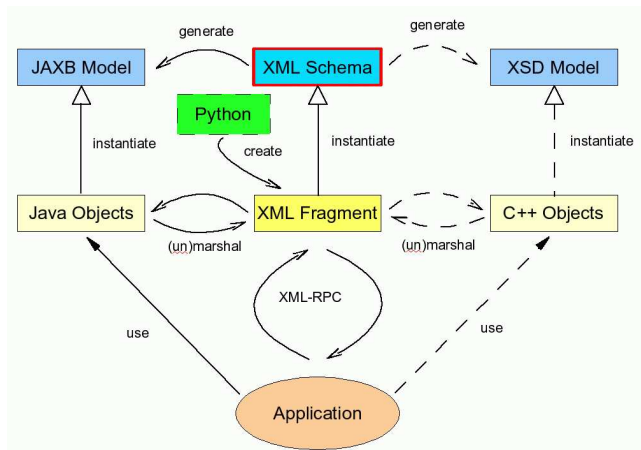 generate
generate
JAXB Model
XML Schema
XSD Model
Python
instantiate
create
instantiate
instantiate
Java Objects
XML Fragment
C++ Objects
(un)marshal
(un)marshal
XML-RPC
use
use
Application